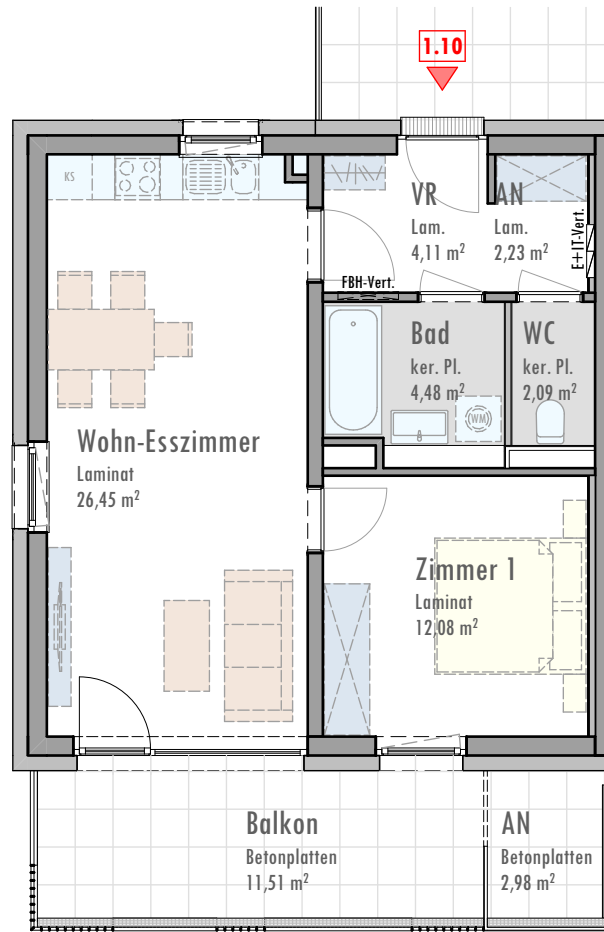 1.10
KS
VR
Lam.
4,11 m²
AN
Lam.
2,23 m²
E+IT-Vert.
FBH-Vert.
Bad
ker. Pl.
4,48 m²
WM
WC
ker. Pl.
2,09 m²
Wohn-Esszimmer
Laminat
26,45 m²
Zimmer 1
Laminat
12,08 m²
Balkon
Betonplatten
11,51 m²
AN
Betonplatten
2,98 m²